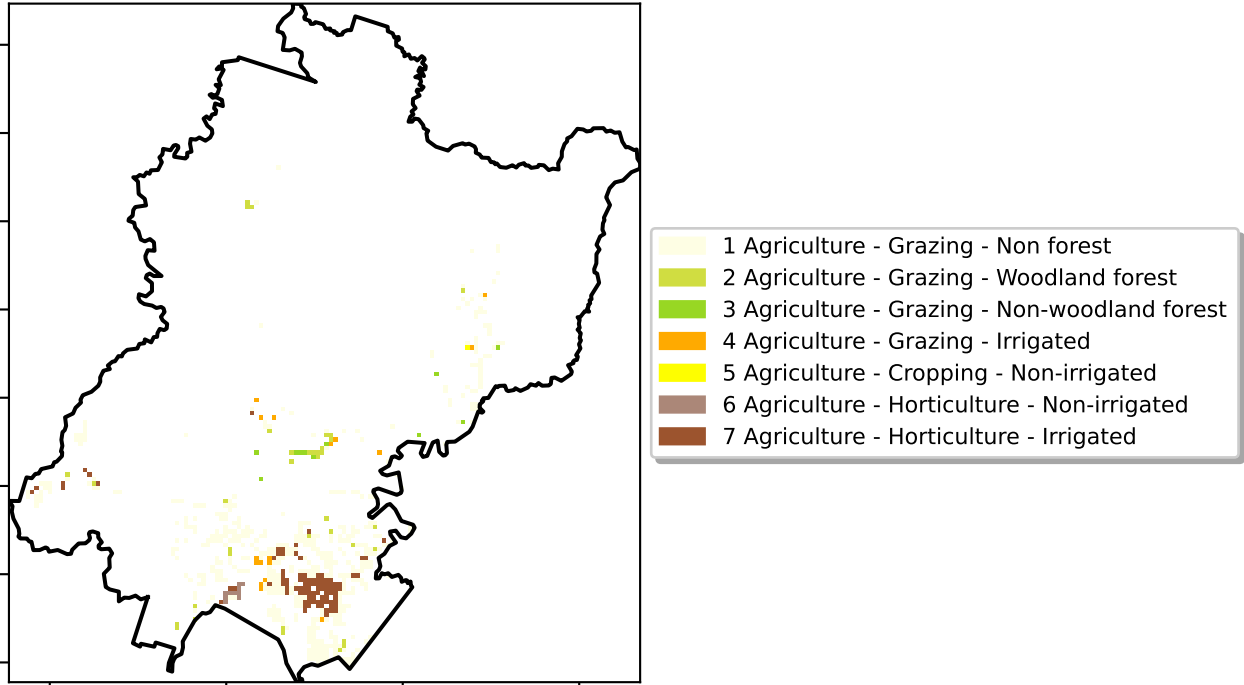 1 Agriculture - Grazing - Non forest
2 Agriculture - Grazing - Woodland forest
3 Agriculture - Grazing - Non-woodland forest
4 Agriculture - Grazing - Irrigated
5 Agriculture - Cropping - Non-irrigated
6 Agriculture - Horticulture - Non-irrigated
7 Agriculture - Horticulture - Irrigated